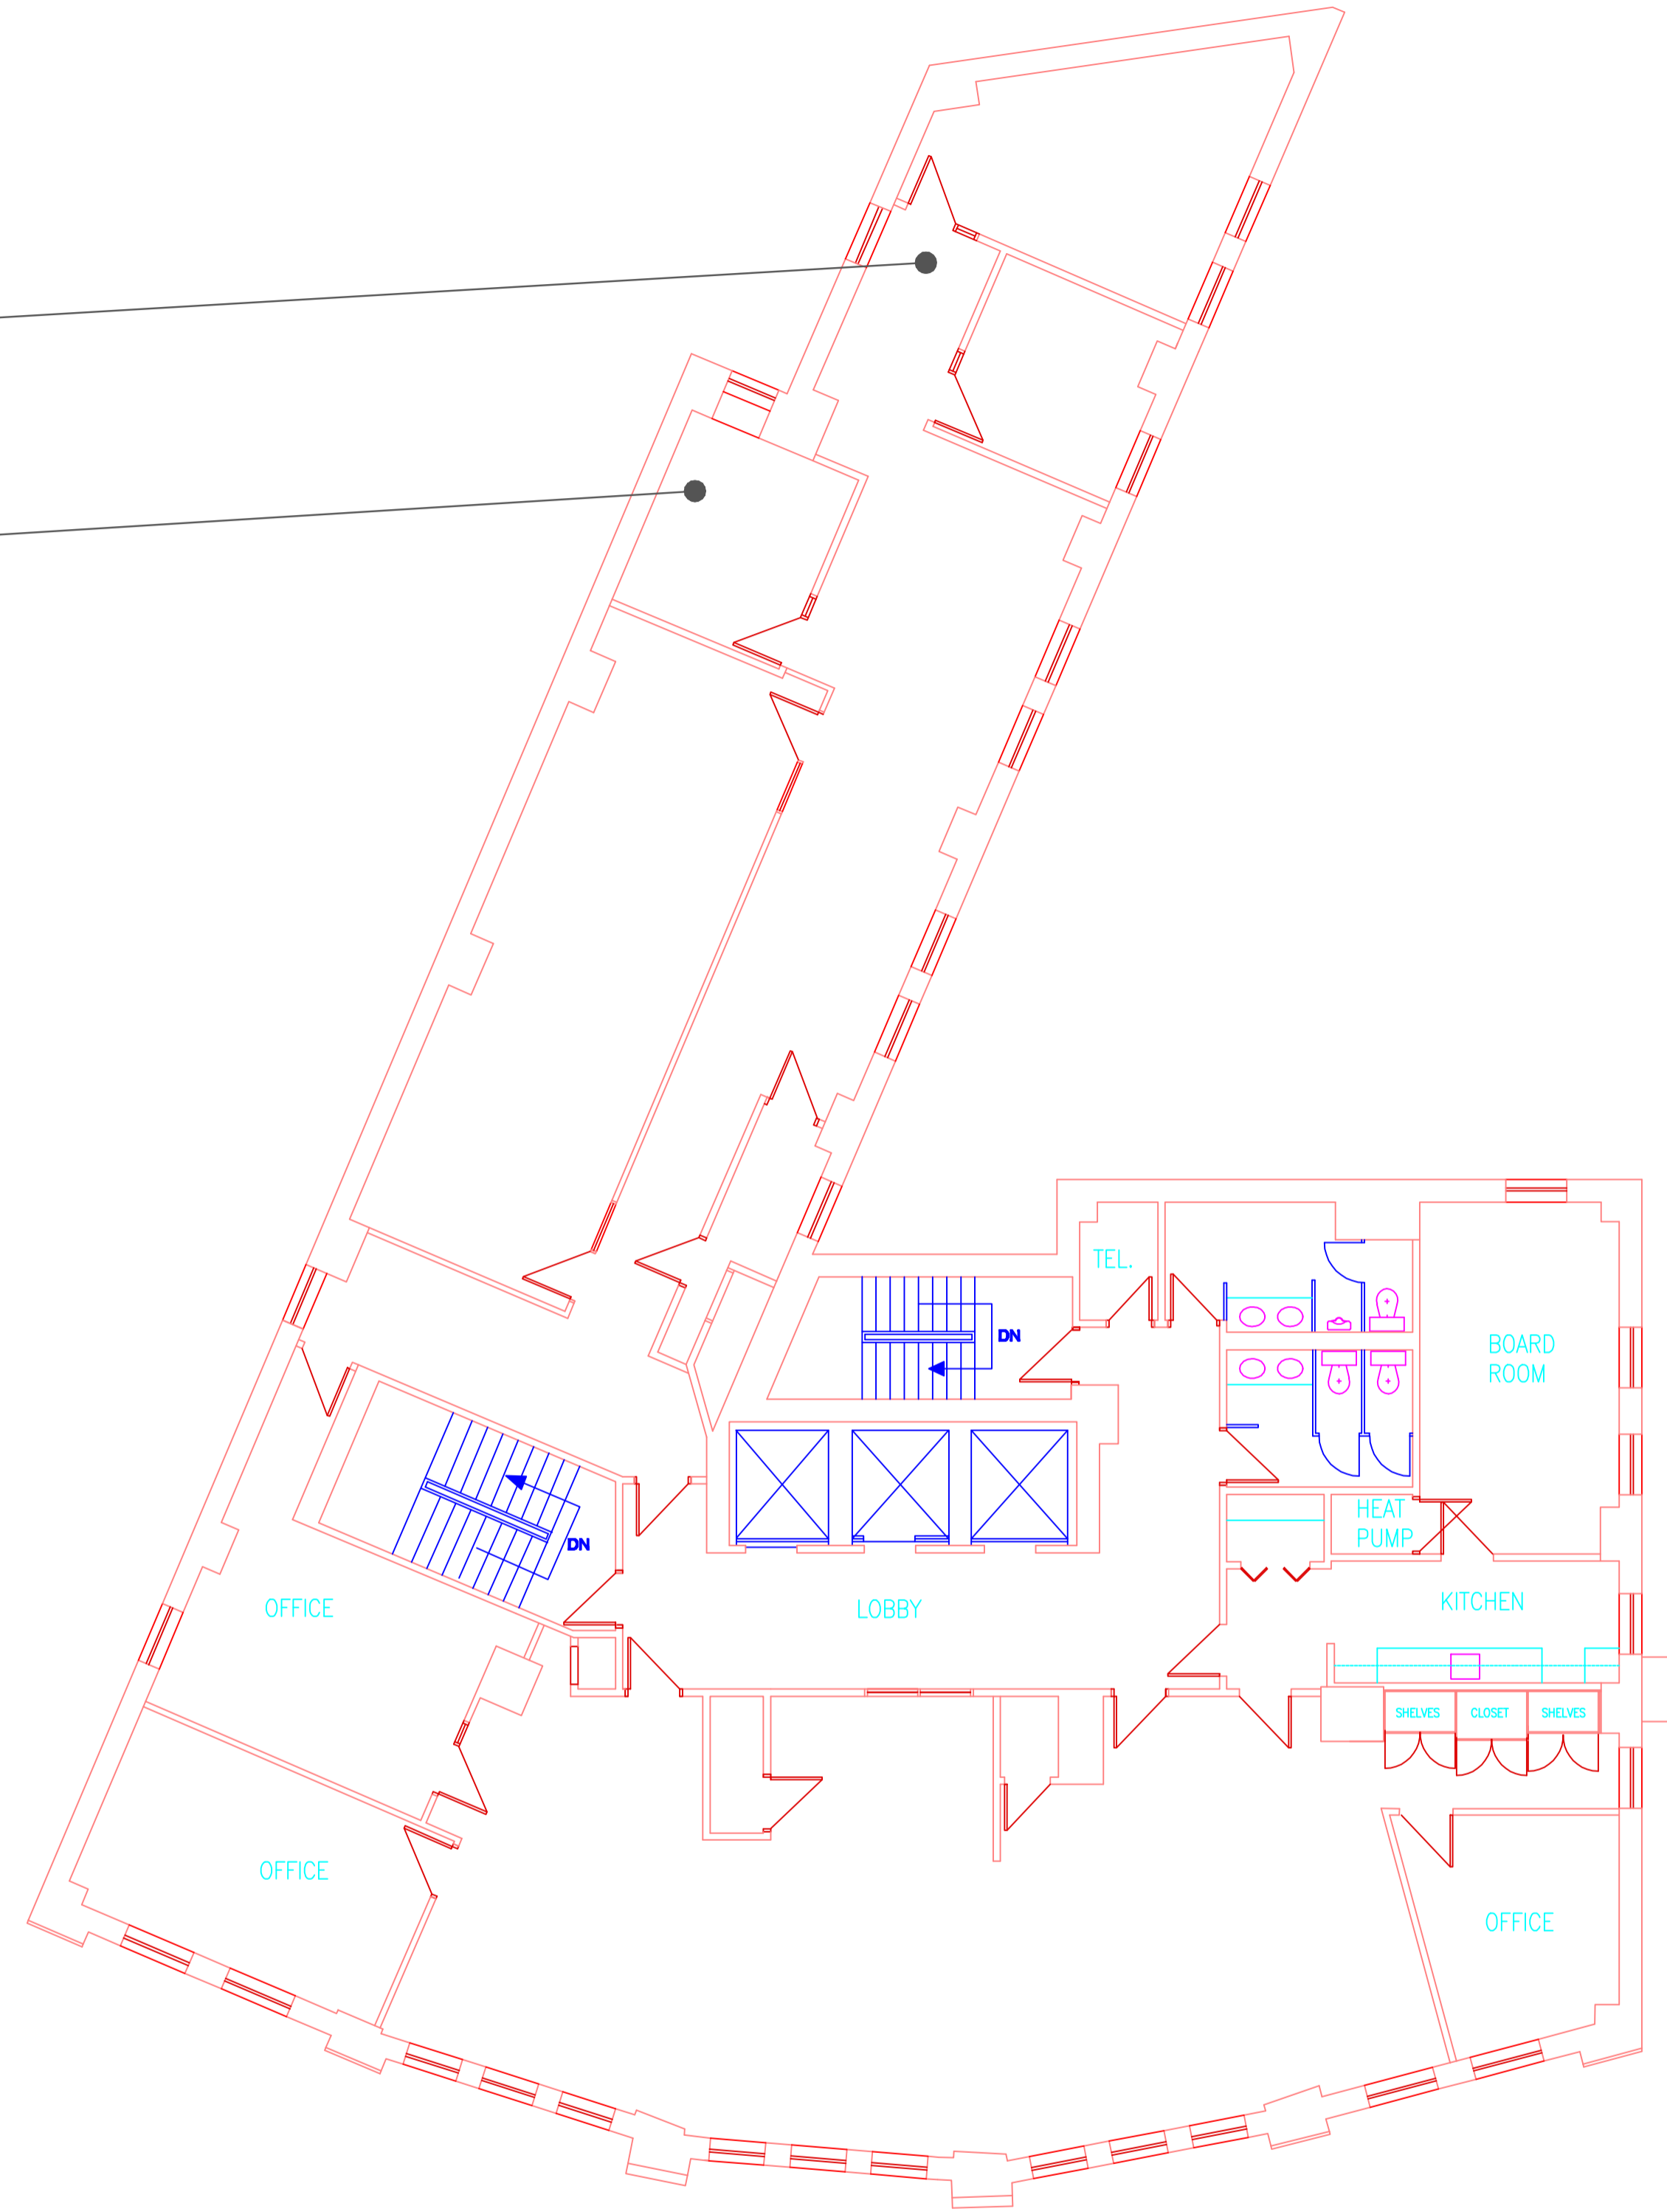 TEL.
DN
BOARD
ROOM
HEAT
PUMP
DN
OFFICE
LOBBY
KITCHEN
SHELVES
CLOSET
SHELVES
OFFICE
OFFICE